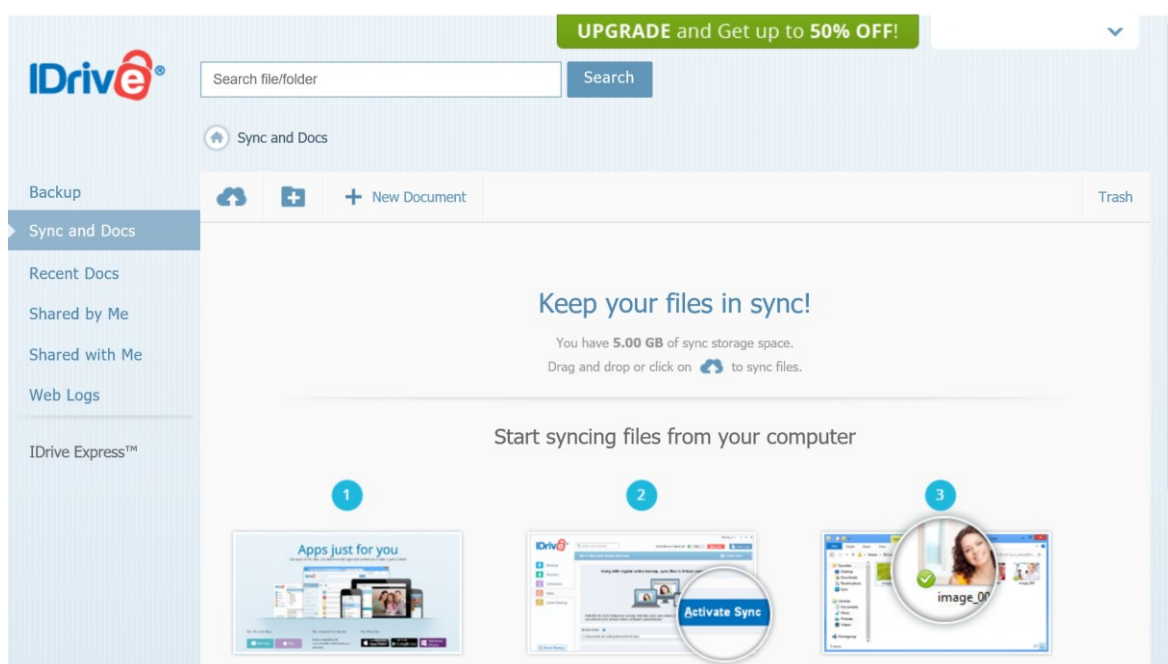 UPGRADE and Get up to 50% OFF!
IDrive®
Search file/folder
Search
Sync and Docs
Backup
New Document
Trash
Sync and Docs
Recent Docs
Shared by Me
Shared with Me
Web Logs
IDrive Express™
Keep your files in sync!
You have 5.00 GB of sync storage space.
Drag and drop or click on to sync files.
Start syncing files from your computer
1
2
3
Apps just for you
IDrive
Activate Sync
image_00